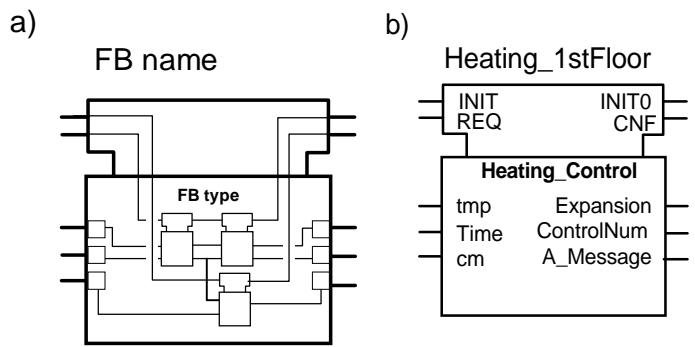 a)
FB name
FB type
b)
Heating_1stFloor
INIT INIT0
REQ CNF
Heating_Control
tmp Expansion
Time ControlNum
cm A_Message